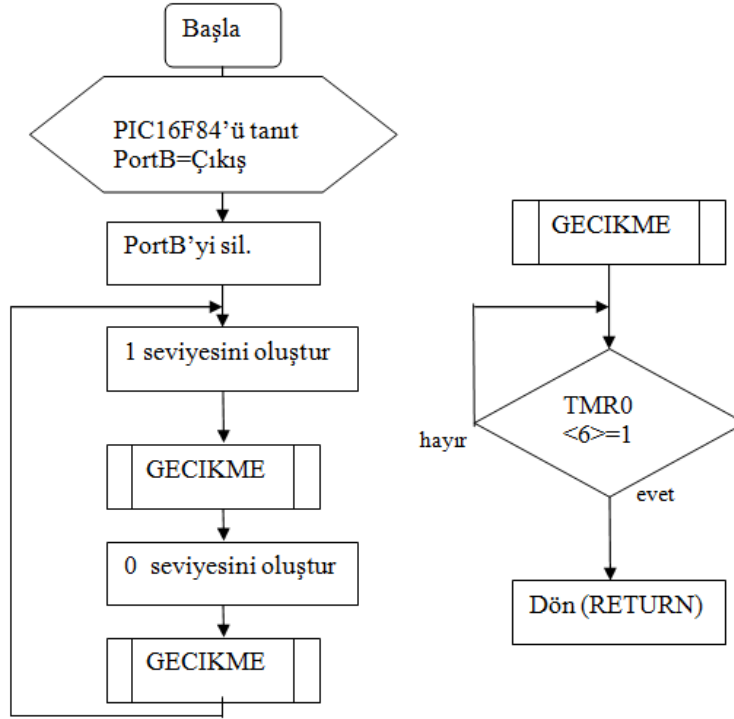 Başla
PIC16F84’ü tanıt
PortB=Çıkış
PortB’yi sil.
1 seviyesini oluştur
GECIKME
0 seviyesini oluştur
GECIKME
GECIKME
TMR0
<6>=1
hayır
evet
Dön (RETURN)